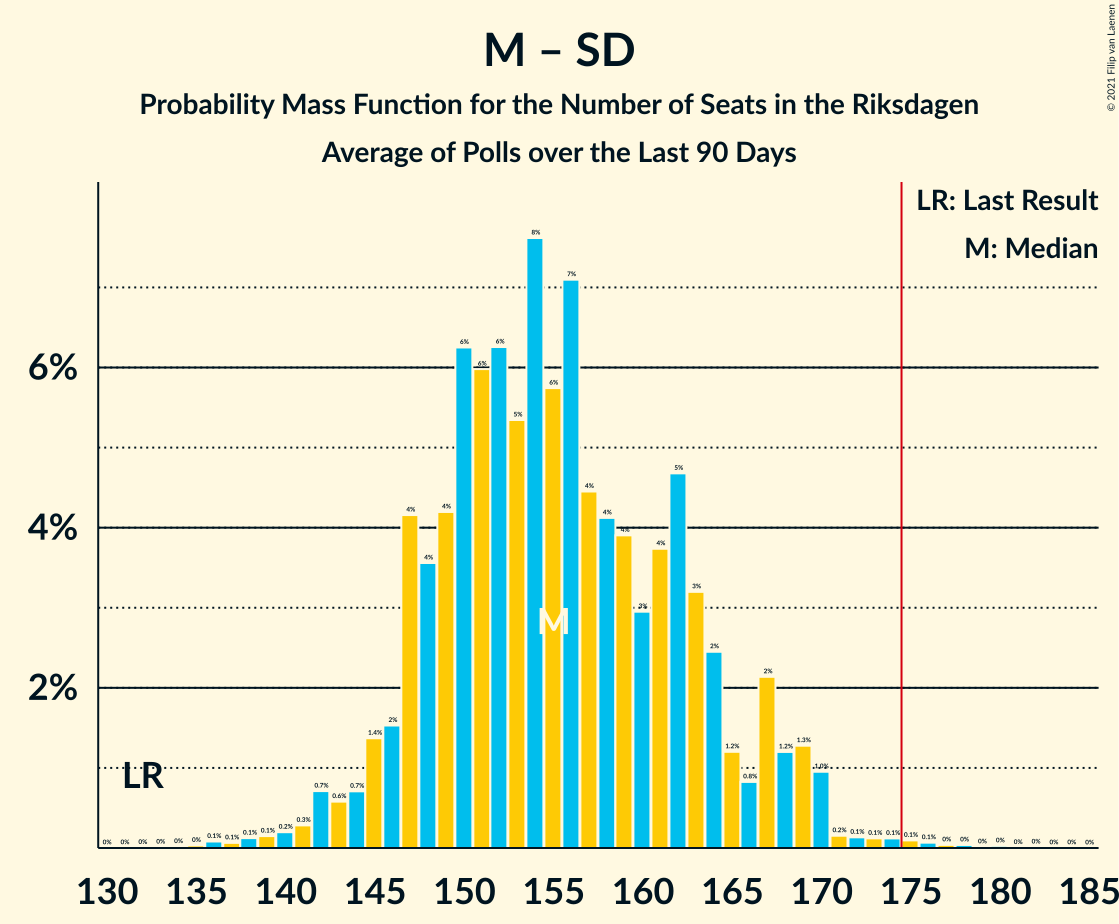 M – SD
Probability Mass Function for the Number of Seats in the Riksdagen
Average of Polls over the Last 90 Days
© 2021 Filip van Laenen
LR: Last Result
M: Median
6%
4%
2%
0% 0% 0% 0% 0% 0% 0.1% 0.1% 0.1% 0.1% 0.2% 0.3% 0.7% 0.6% 0.7% 1.4% 2% 4% 4% 4% 6% 6% 6% 5% 8% 6% 7% 4% 4% 4% 3% 4% 5% 3% 2% 1.2% 0.8% 2% 1.2% 1.3% 1.0% 0.2% 0.1% 0.1% 0.1% 0.1% 0.1% 0% 0% 0% 0% 0% 0% 0% 0% 0%
M
LR
130 135 140 145 150 155 160 165 170 175 180 185